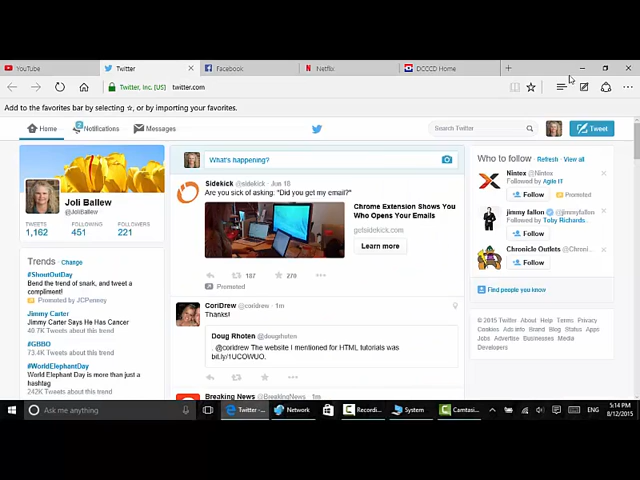 YouTube
Twitter
Facebook
Netflix
DCCCD Home
Twitter, Inc. [US]
twitter.com
Add to the favorites bar by selecting ☆, or by importing your favorites.
Home
2
Notifications
Messages
Search Twitter
Tweet
What's happening?
Joli Ballew
@JoliBallew
TWEETS
FOLLOWING
FOLLOWERS
1,162
451
221
Trends · Change
#ShoutOutDay
Bend the trend of snark, and tweet a
compliment!
Promoted by JCPenney
Jimmy Carter
Jimmy Carter Says He Has Cancer
40.7K Tweets about this trend
#GBBO
73.4K Tweets about this trend
#WorldElephantDay
World Elephant Day is more than just a
hashtag
242K Tweets about this trend
Sidekick @sidekick · Jun 18
Are you sick of asking. "Did you get my email?"
Chrome Extension Shows You
Who Opens Your Emails
getsidekick.com
Learn more
187
270
Promoted
CoriDrew @coridrew · 1m
Thanks!
Doug Rhoten @dougrhoten
. @coridrew The website I mentioned for HTML tutorials was
bit.ly/1UCOWUO.
Breaking News @BreakingNews 1m
Who to follow · Refresh · View all
Nintex @Nintex
Followed by Agile IT
Follow
Promoted
jimmy fallon @jimmyfallon
Followed by Toby Richards..
Follow
Chronicle Outlets @Chroni...
Follow
Find people you know
© 2015 Twitter About Help Terms Privacy
Cookies Ads info Brand Blog Status Apps
Jobs Advertise Businesses Media
Developers
Ask me anything
Twitter -...
Network
Recordi...
System
Camtasi...
ENG
5:14 PM
8/12/2015